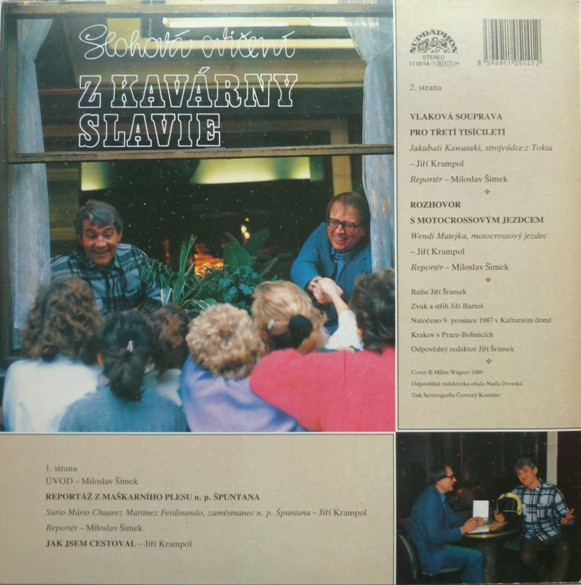 Slohová cvičení
Z KAVÁRNY
SLAVIE
SUPRAPHON
STEREO
8 596911 051412
2. strana
VLAKOVÁ SOUPRAVA
PRO TŘETÍ TISÍCILETÍ
Jakubaši Kawasaki, strojvůdce z Tokia
– Jiří Krampol
Reportér – Miloslav Šimek
ROZHOVOR
S MOTOCROSSOVÝM JEZDCEM
Wendi Matejka, motocrossový jezdec
– Jiří Krampol
Reportér – Miloslav Šimek
Režie Jiří Šrámek
Zvuk a střih Jiří Bartoš
Natočeno 9. prosince 1987 v Kulturním domě
Krakov v Praze-Bohnicích
Odpovědný redaktor Jiří Šrámek
Cover © Milan Wágner 1989
Odpovědná redaktorka obalu Naďa Dvorská
Tisk Severografia Červený Kostelec
1. strana
ÚVOD – Miloslav Šimek
REPORTÁŽ Z MAŠKARNÍHO PLESU n. p. ŠPUNTANA
Surio Mário Chuarez Martinez Ferdinando, zaměstnanec n. p. Špuntana – Jiří Krampol
Reportér – Miloslav Šimek
JAK JSEM CESTOVAL – Jiří Krampol